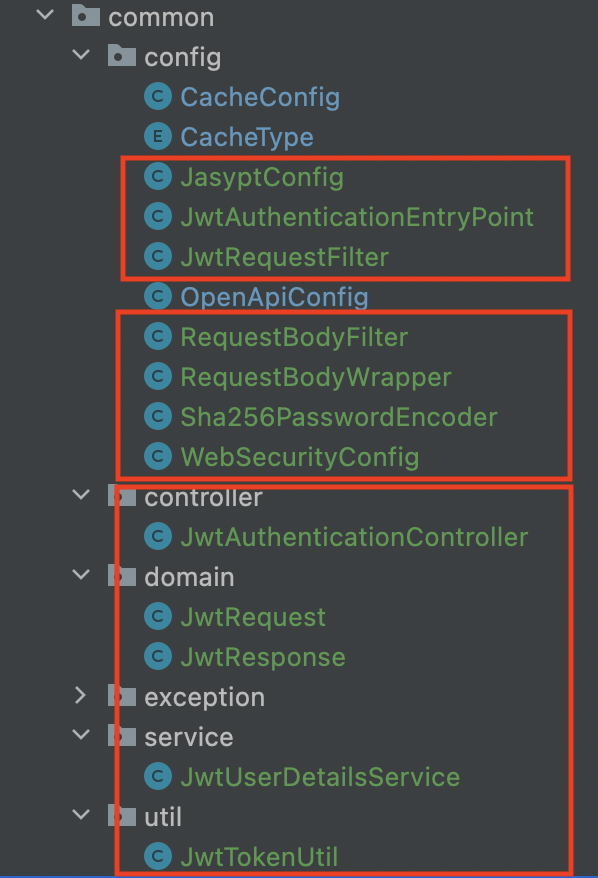 common
config
C CacheConfig
E CacheType
C JasyptConfig
C JwtAuthenticationEntryPoint
C JwtRequestFilter
C OpenApiConfig
C RequestBodyFilter
C RequestBodyWrapper
C Sha256PasswordEncoder
C WebSecurityConfig
controller
C JwtAuthenticationController
domain
C JwtRequest
C JwtResponse
exception
service
C JwtUserDetailsService
util
C JwtTokenUtil